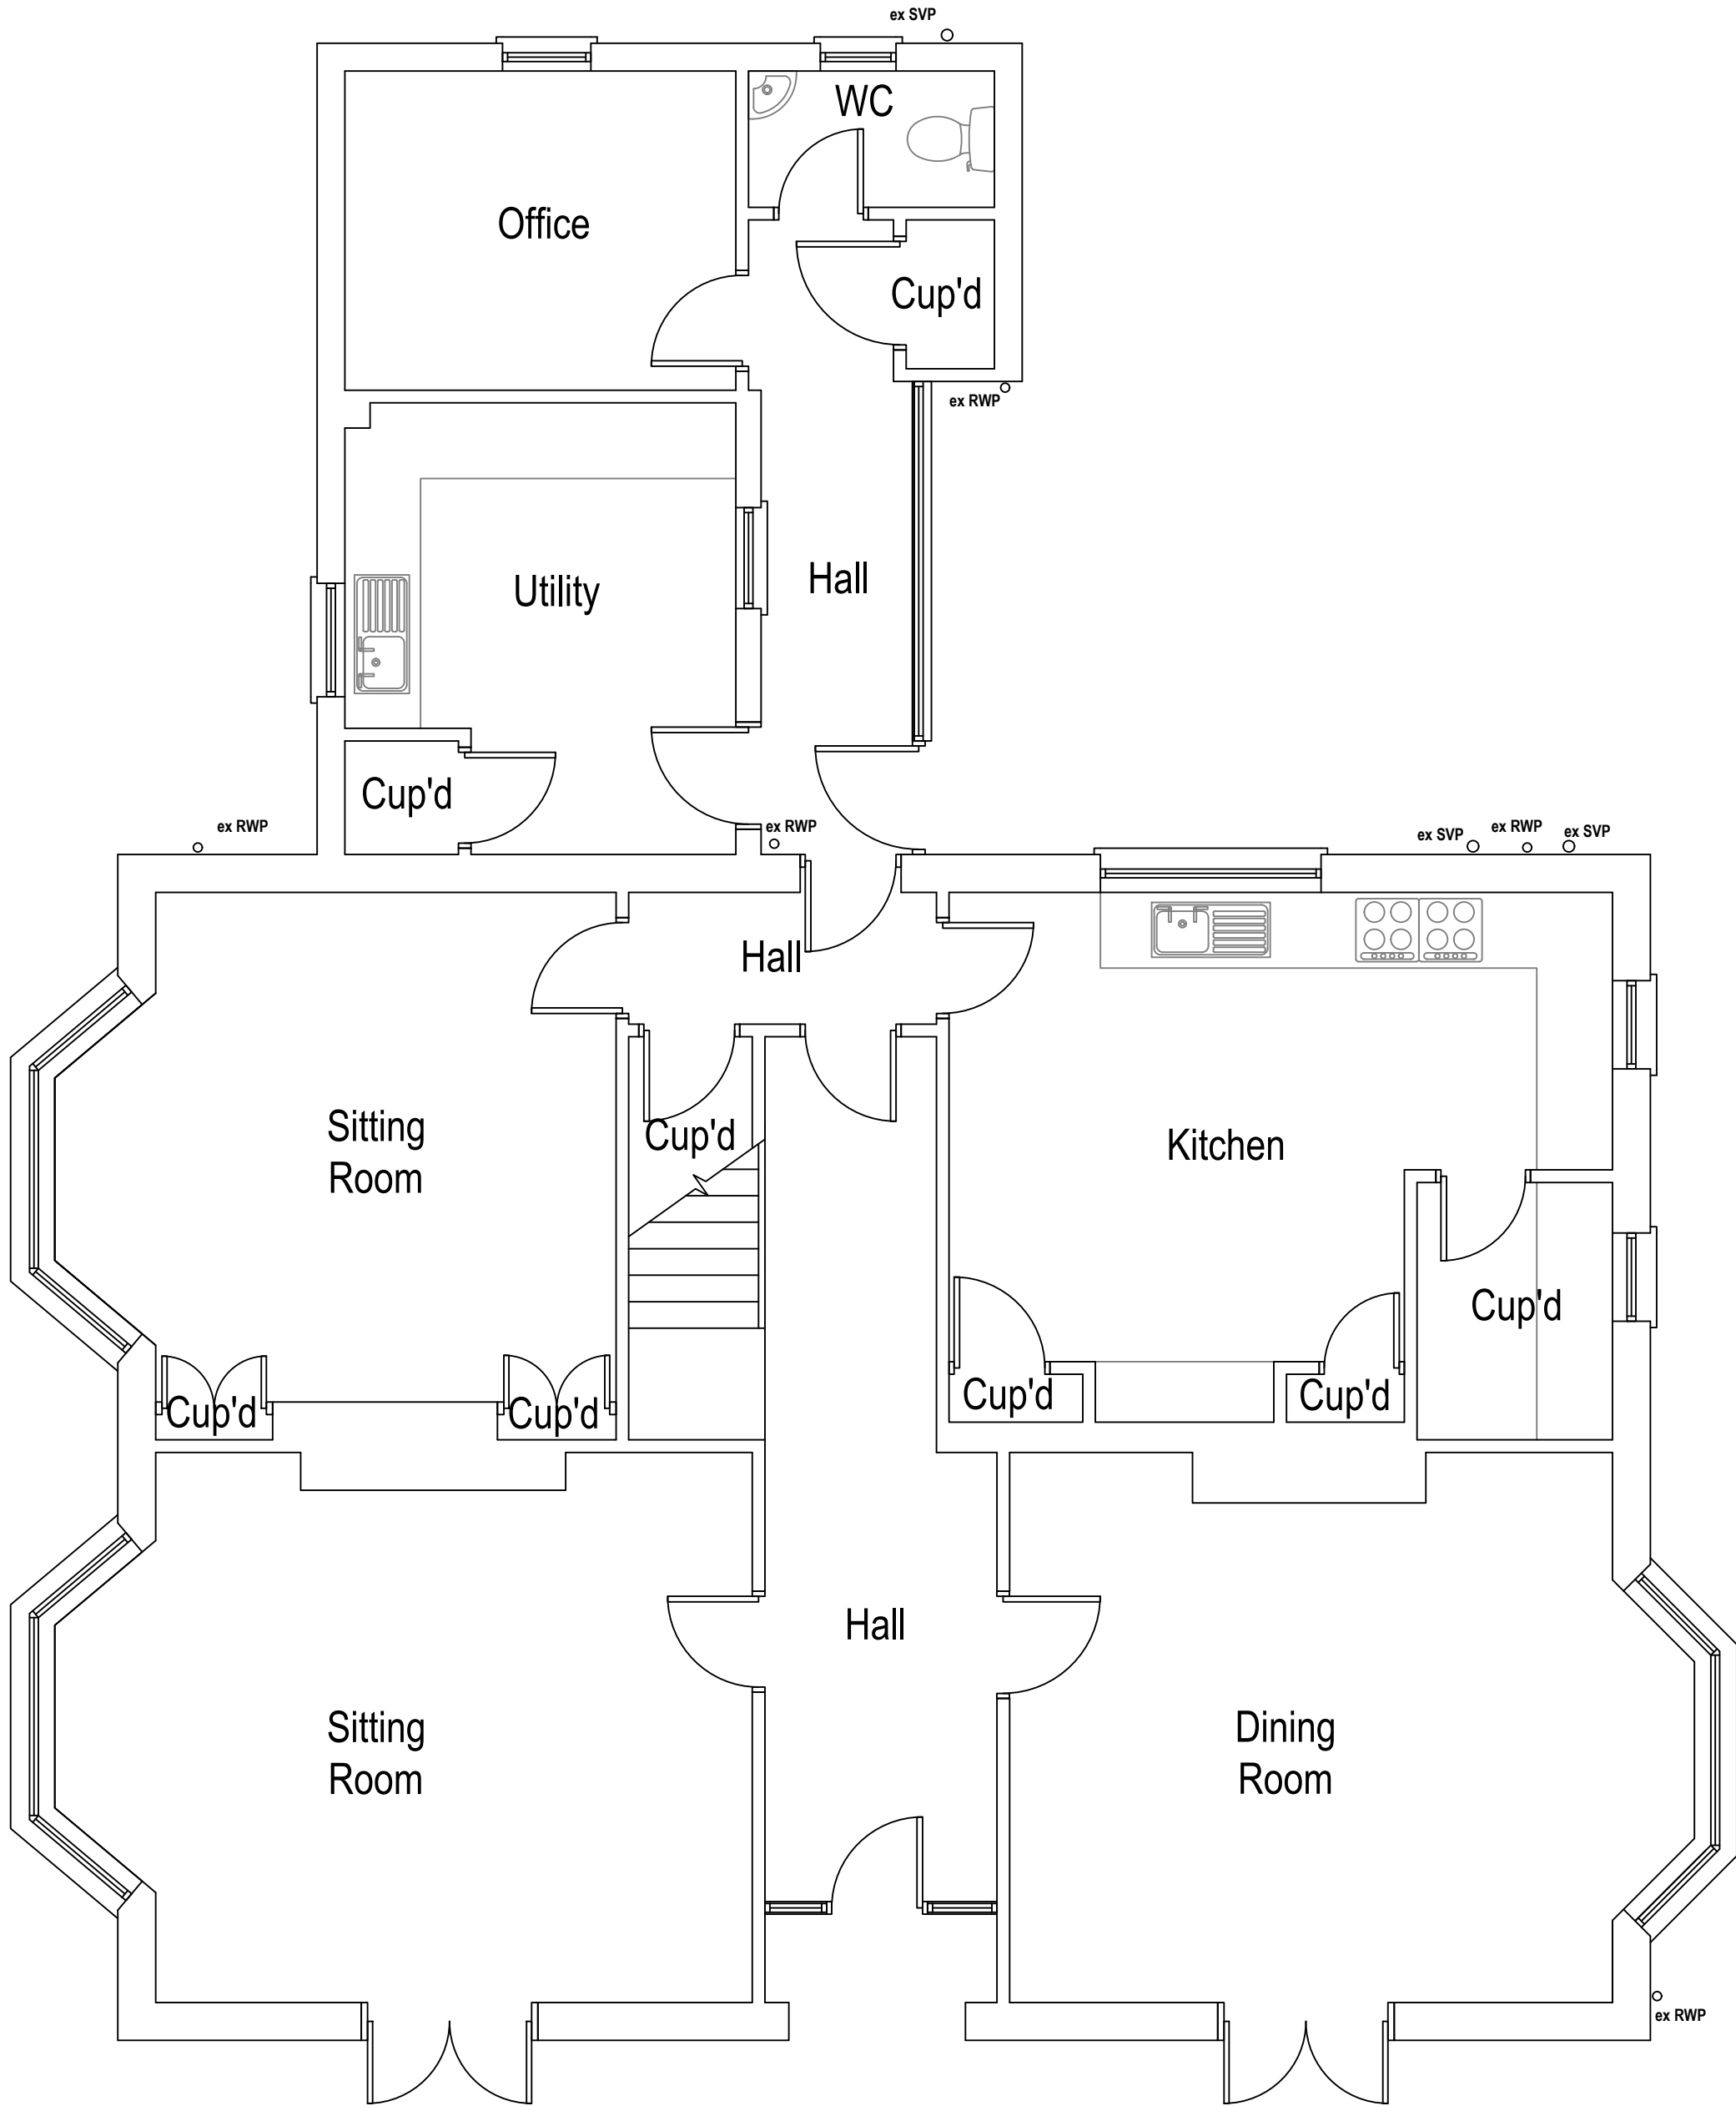 ex SVP
WC
Office
Cup'd
ex RWP
Hall
Utility
Cup'd
ex RWP
ex RWP
ex SVP
ex RWP
ex SVP
Hall
Sitting
Room
Cup'd
Kitchen
Cup'd
Cup'd
Cup'd
Cup'd
Cup'd
Hall
Sitting
Room
Dining
Room
ex RWP